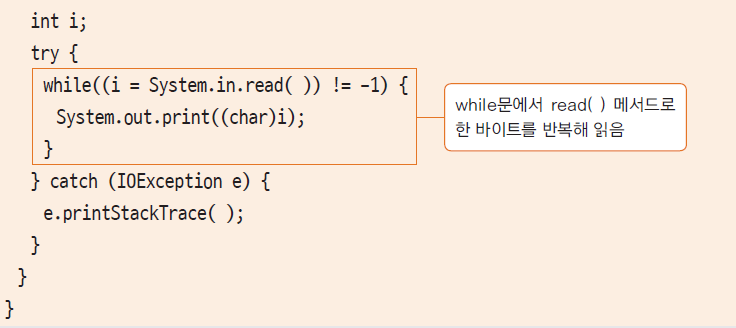 int i;
try {
while((i = System.in.read( )) != -1) {
System.out.print((char)i);
}
while문에서 read( ) 메서드로
한 바이트를 반복해 읽음
} catch (IOException e) {
e.printStackTrace( );
}
}
}